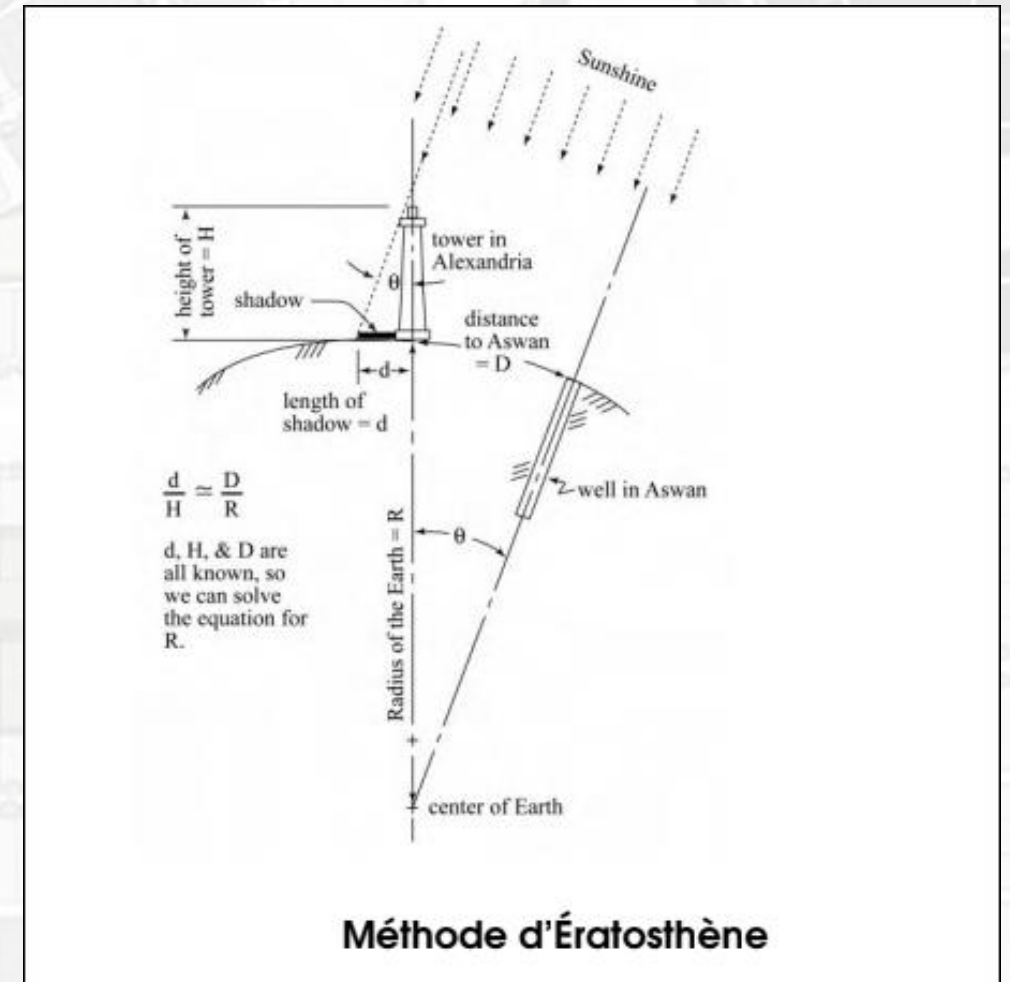 Sunshine
height of
tower = H
tower in
Alexandria
θ
shadow
distance
to Aswan
= D
d
length of
shadow = d
well in Aswan
d/H ≅ D/R
d, H, & D are
all known, so
we can solve
the equation for
R.
Radius of the Earth = R
θ
center of Earth
Méthode d'Ératosthène